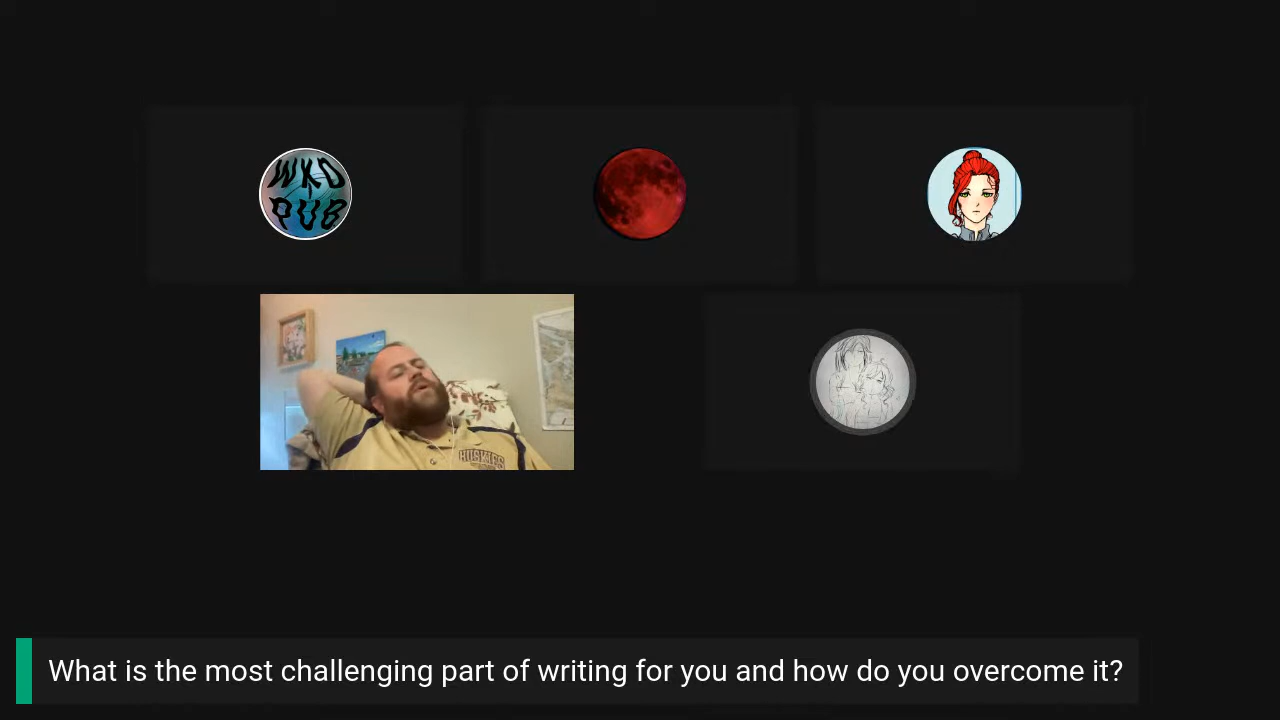 WKD
PUB
HUSKIES
What is the most challenging part of writing for you and how do you overcome it?